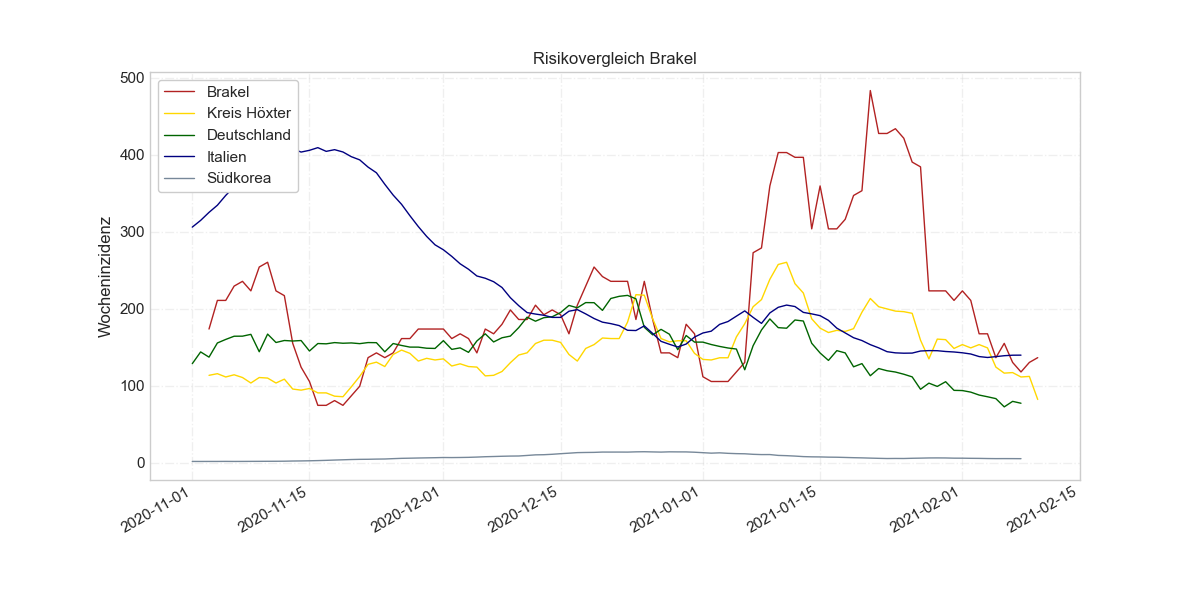 Risikovergleich Brakel
Wocheninzidenz
500
400
300
200
100
0
Brakel
Kreis Höxter
Deutschland
Italien
Südkorea
2020-11-01
2020-11-15
2020-12-01
2020-12-15
2021-01-01
2021-01-15
2021-02-01
2021-02-15